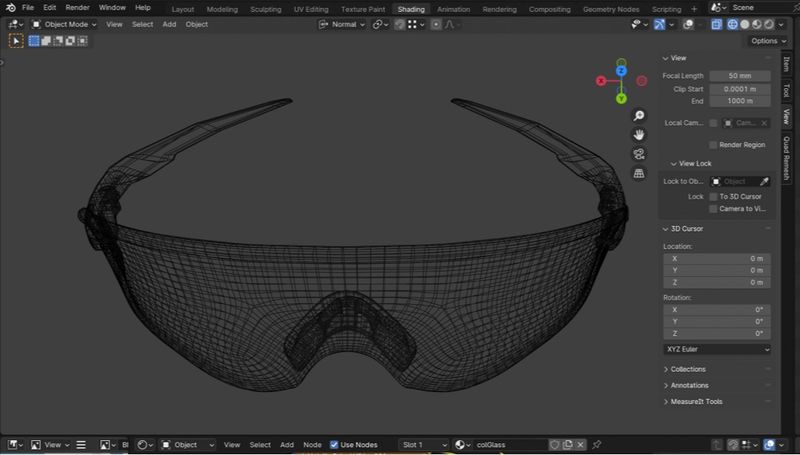 File Edit Render Window Help Layout Modeling Sculpting UV Editing Texture Paint Shading Animation Rendering Compositing Geometry Nodes Scripting Scene
Object Mode View Select Add Object Normal
Options
View
Focal Length 50 mm
Clip Start 0.0001 m
End 1000 m
Local Cam... Cam...
Render Region
View Lock
Lock to Ob... Object
Lock To 3D Cursor
Camera to Vi...
3D Cursor
Location:
X 0 m
Y 0 m
Z 0 m
Rotation:
X 0°
Y 0°
Z 0°
XYZ Euler
Collections
Annotations
MeasureIt Tools
Item
Tool
View
Quad Remesh
Z
X
Y
View Bl Object View Select Add Node Use Nodes Slot 1 colGlass